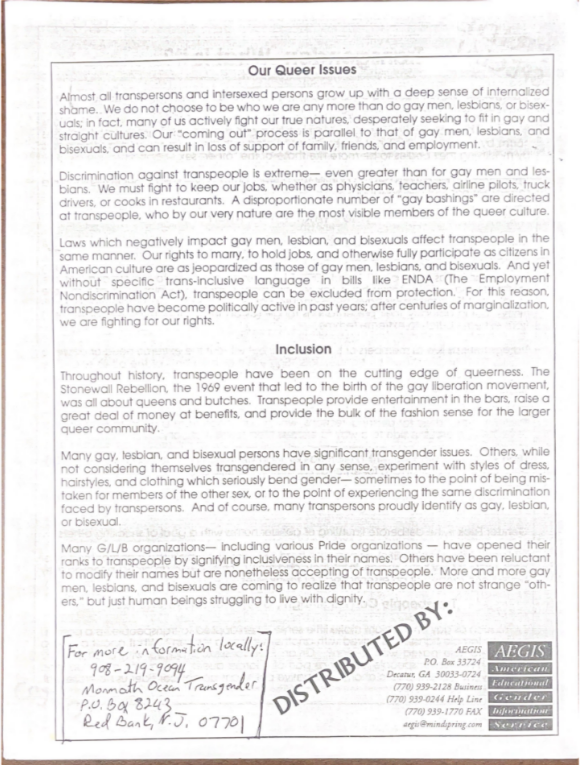 Our Queer Issues
Almost all transpersons and intersexed persons grow up with a deep sense of internalized
shame. We do not choose to be who we are any more than do gay men, lesbians, or bisex-
uals; in fact, many of us actively fight our true natures, desperately seeking to fit in gay and
straight cultures. Our "coming out" process is parallel to that of gay men, lesbians, and
bisexuals, and can result in loss of support of family, friends, and employment.
Discrimination against transpeople is extreme— even greater than for gay men and les-
bians. We must fight to keep our jobs, whether as physicians, teachers, airline pilots, truck
drivers, or cooks in restaurants. A disproportionate number of "gay bashings" are directed
at transpeople, who by our very nature are the most visible members of the queer culture.
Laws which negatively impact gay men, lesbian, and bisexuals affect transpeople in the
same manner. Our rights to marry, to hold jobs, and otherwise fully participate as citizens in
American culture are as jeopardized as those of gay men, lesbians, and bisexuals. And yet
without specific trans-inclusive language in bills like ENDA (The Employment
Nondiscrimination Act), transpeople can be excluded from protection. For this reason,
transpeople have become politically active in past years; after centuries of marginalization,
we are fighting for our rights.
Inclusion
Throughout history, transpeople have been on the cutting edge of queerness. The
Stonewall Rebellion, the 1969 event that led to the birth of the gay liberation movement,
was all about queens and butches. Transpeople provide entertainment in the bars, raise a
great deal of money at benefits, and provide the bulk of the fashion sense for the larger
queer community.
Many gay, lesbian, and bisexual persons have significant transgender issues. Others, while
not considering themselves transgendered in any sense, experiment with styles of dress,
hairstyles, and clothing which seriously bend gender— sometimes to the point of being mis-
taken for members of the other sex, or to the point of experiencing the same discrimination
faced by transpersons. And of course, many transpersons proudly identify as gay, lesbian,
or bisexual.
Many G/L/B organizations— including various Pride organizations — have opened their
ranks to transpeople by signifying inclusiveness in their names. Others have been reluctant
to modify their names but are nonetheless accepting of transpeople. More and more gay
men, lesbians, and bisexuals are coming to realize that transpeople are not strange "oth-
ers," but just human beings struggling to live with dignity.
For more information locally:
908-219-9094
Monmoth Ocean Transgender
P.O. Box 8243
Red Bank, N.J. 07701
DISTRIBUTED BY:
AEGIS
P.O. Box 33724
Decatur, GA 30033-0724
(770) 939-2128 Business
(770) 939-0244 Help Line
(770) 939-1770 FAX
aegis@mindspring.com
AEGIS
American
Educational
Gender
Information
Service